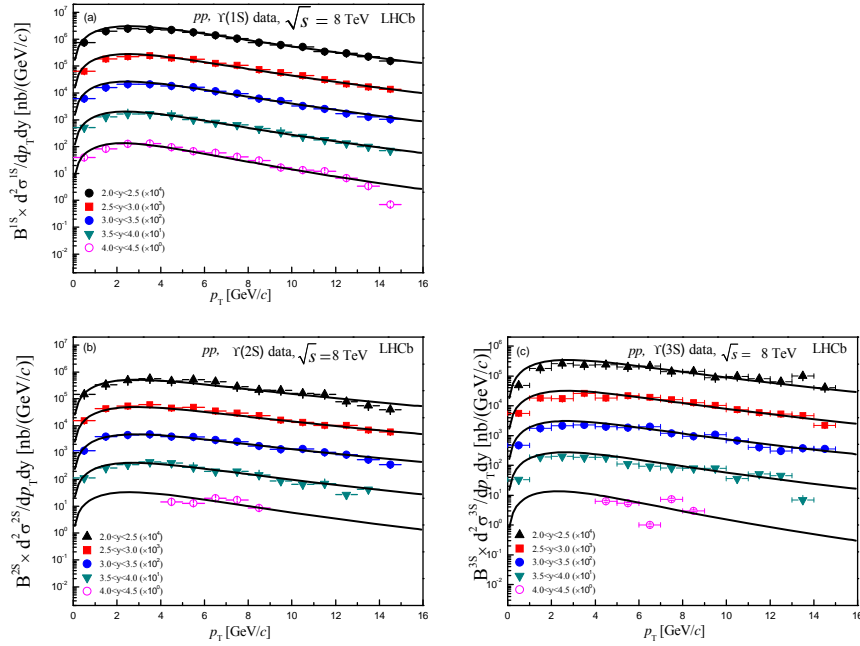 (a) pp, ϒ(1S) data, √s = 8 TeV LHCb
B^1S × d²σ^1S/dp_T dy [nb/(GeV/c)]
10^7
10^6
10^5
10^4
10^3
10^2
10^1
10^0
10^-1
10^-2
2.0<y<2.5 (×10^4)
2.5<y<3.0 (×10^3)
3.0<y<3.5 (×10^2)
3.5<y<4.0 (×10^1)
4.0<y<4.5 (×10^0)
0 2 4 6 8 10 12 14 16
p_T [GeV/c]
(b) pp, ϒ(2S) data, √s = 8 TeV LHCb
B^2S × d²σ^2S/dp_T dy [nb/(GeV/c)]
10^7
10^6
10^5
10^4
10^3
10^2
10^1
10^0
10^-1
10^-2
2.0<y<2.5 (×10^4)
2.5<y<3.0 (×10^3)
3.0<y<3.5 (×10^2)
3.5<y<4.0 (×10^1)
4.0<y<4.5 (×10^0)
0 2 4 6 8 10 12 14 16
p_T [GeV/c]
(c) pp, ϒ(3S) data, √s = 8 TeV LHCb
B^3S × d²σ^3S/dp_T dy [nb/(GeV/c)]
10^6
10^5
10^4
10^3
10^2
10^1
10^0
10^-1
10^-2
2.0<y<2.5 (×10^4)
2.5<y<3.0 (×10^3)
3.0<y<3.5 (×10^2)
3.5<y<4.0 (×10^1)
4.0<y<4.5 (×10^0)
0 2 4 6 8 10 12 14 16
p_T [GeV/c]